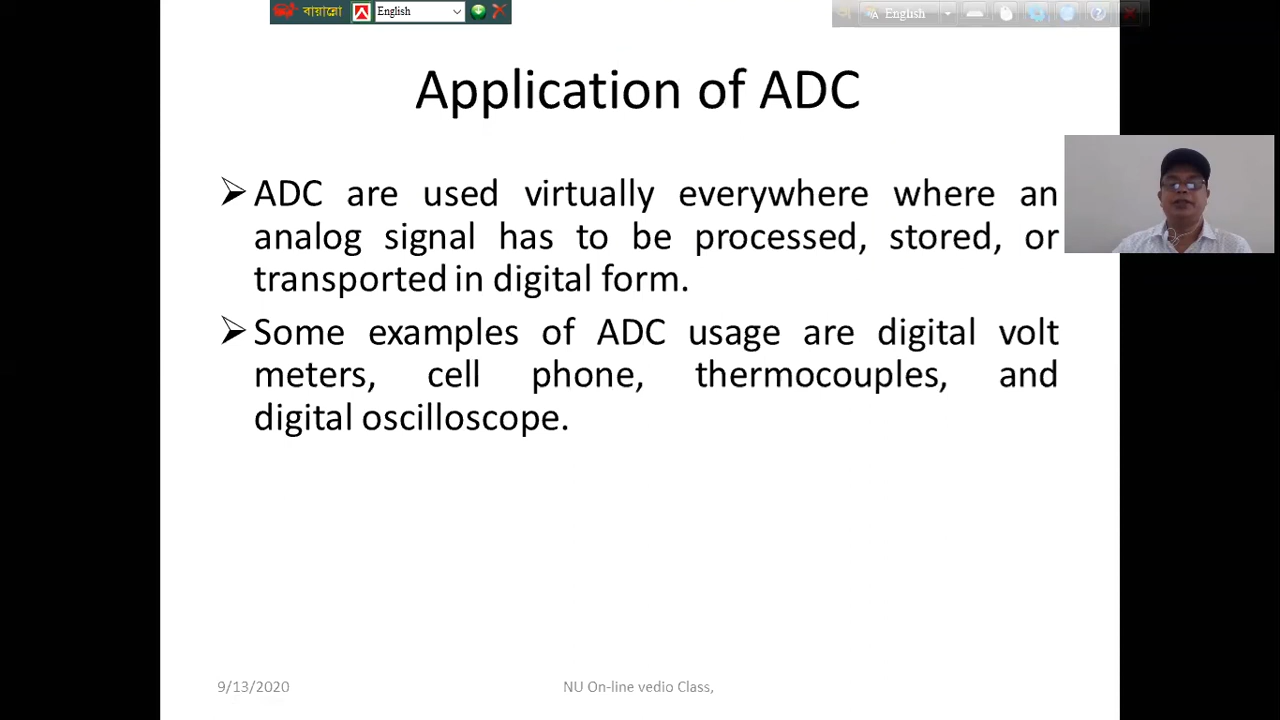 বায়ান্নো English
English
Application of ADC
➢ ADC are used virtually everywhere where an
analog signal has to be processed, stored, or
transported in digital form.
➢ Some examples of ADC usage are digital volt
meters, cell phone, thermocouples, and
digital oscilloscope.
9/13/2020 NU On-line vedio Class,